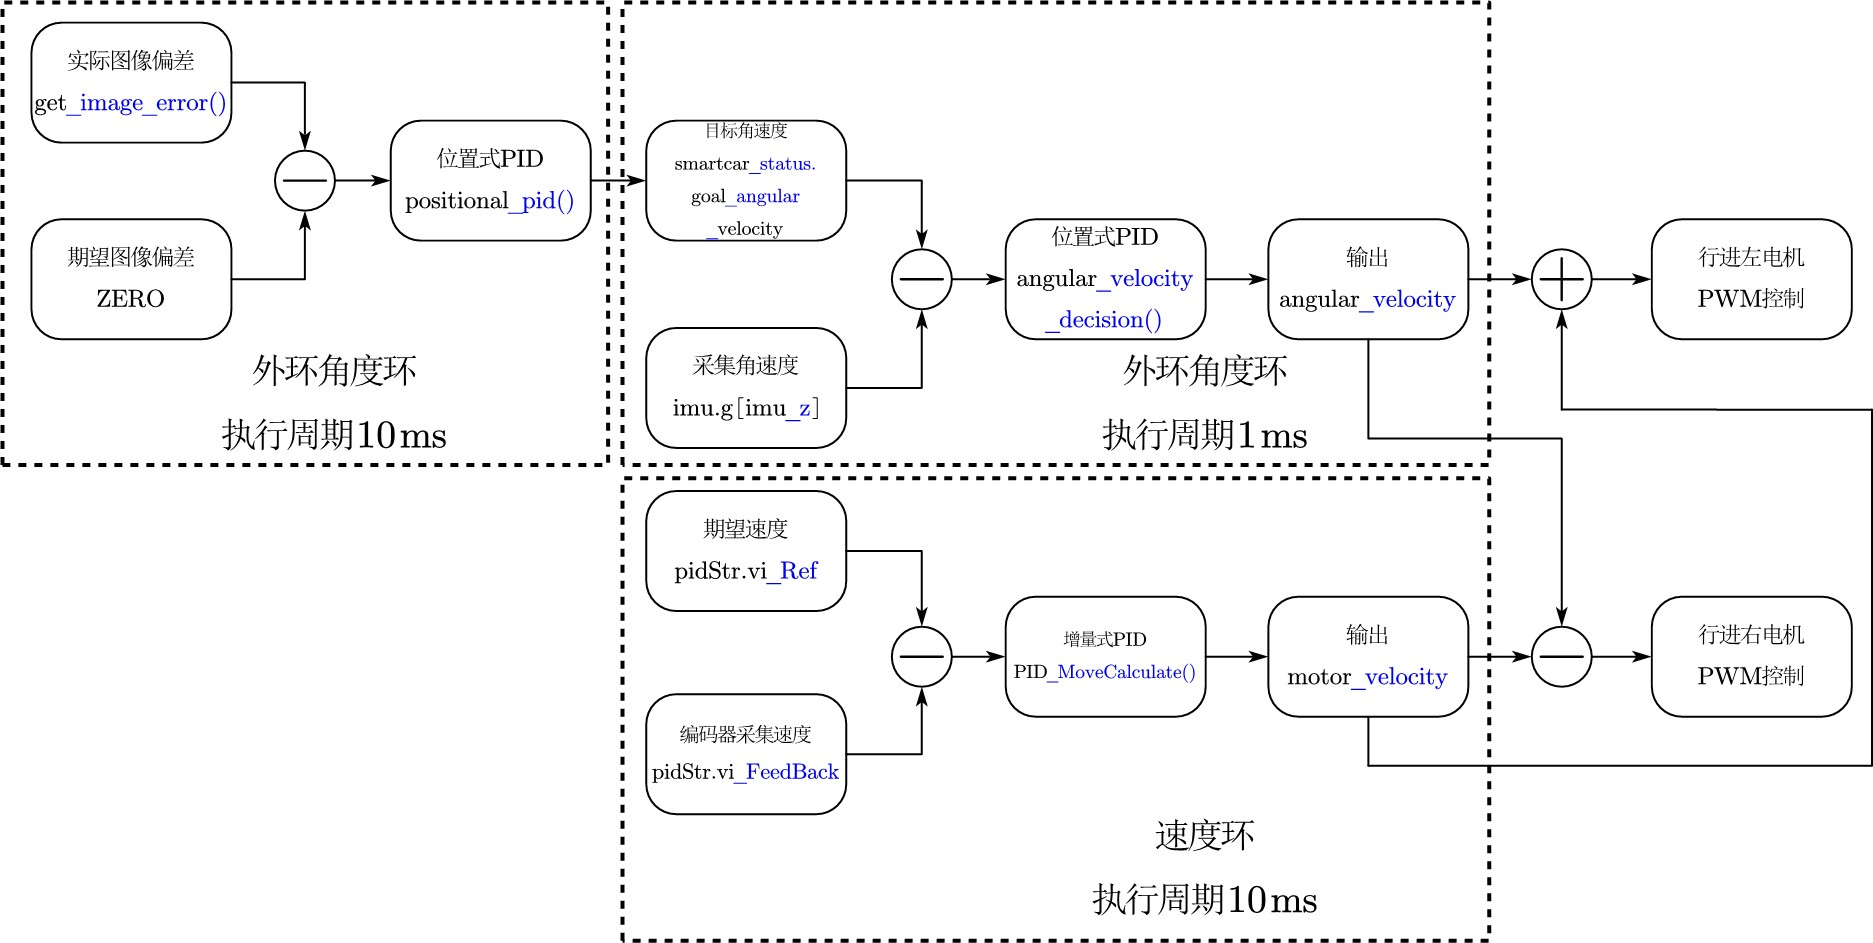 实际图像偏差
get_image_error()
期望图像偏差
ZERO
位置式PID
positional_pid()
外环角度环
执行周期10ms
目标角速度
smartcar_status.
goal_angular
_velocity
采集角速度
imu.g[imu_z]
位置式PID
angular_velocity
_decision()
输出
angular_velocity
外环角度环
执行周期1ms
行进左电机
PWM控制
期望速度
pidStr.vi_Ref
编码器采集速度
pidStr.vi_FeedBack
增量式PID
PID_MoveCalculate()
输出
motor_velocity
速度环
执行周期10ms
行进右电机
PWM控制